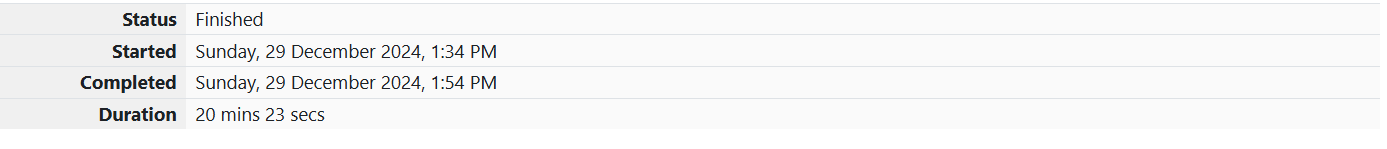 Status Finished
Started Sunday, 29 December 2024, 1:34 PM
Completed Sunday, 29 December 2024, 1:54 PM
Duration 20 mins 23 secs